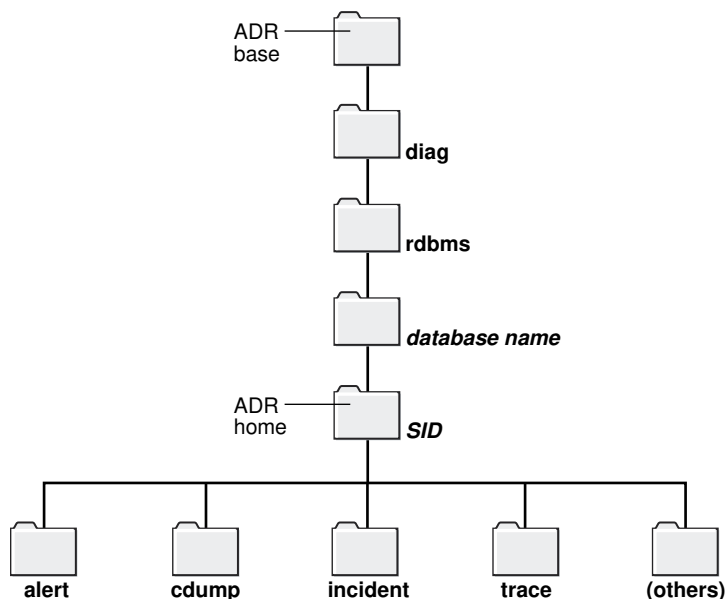 ADR
base
diag
rdbms
database name
ADR
home
SID
alert
cdump
incident
trace
(others)